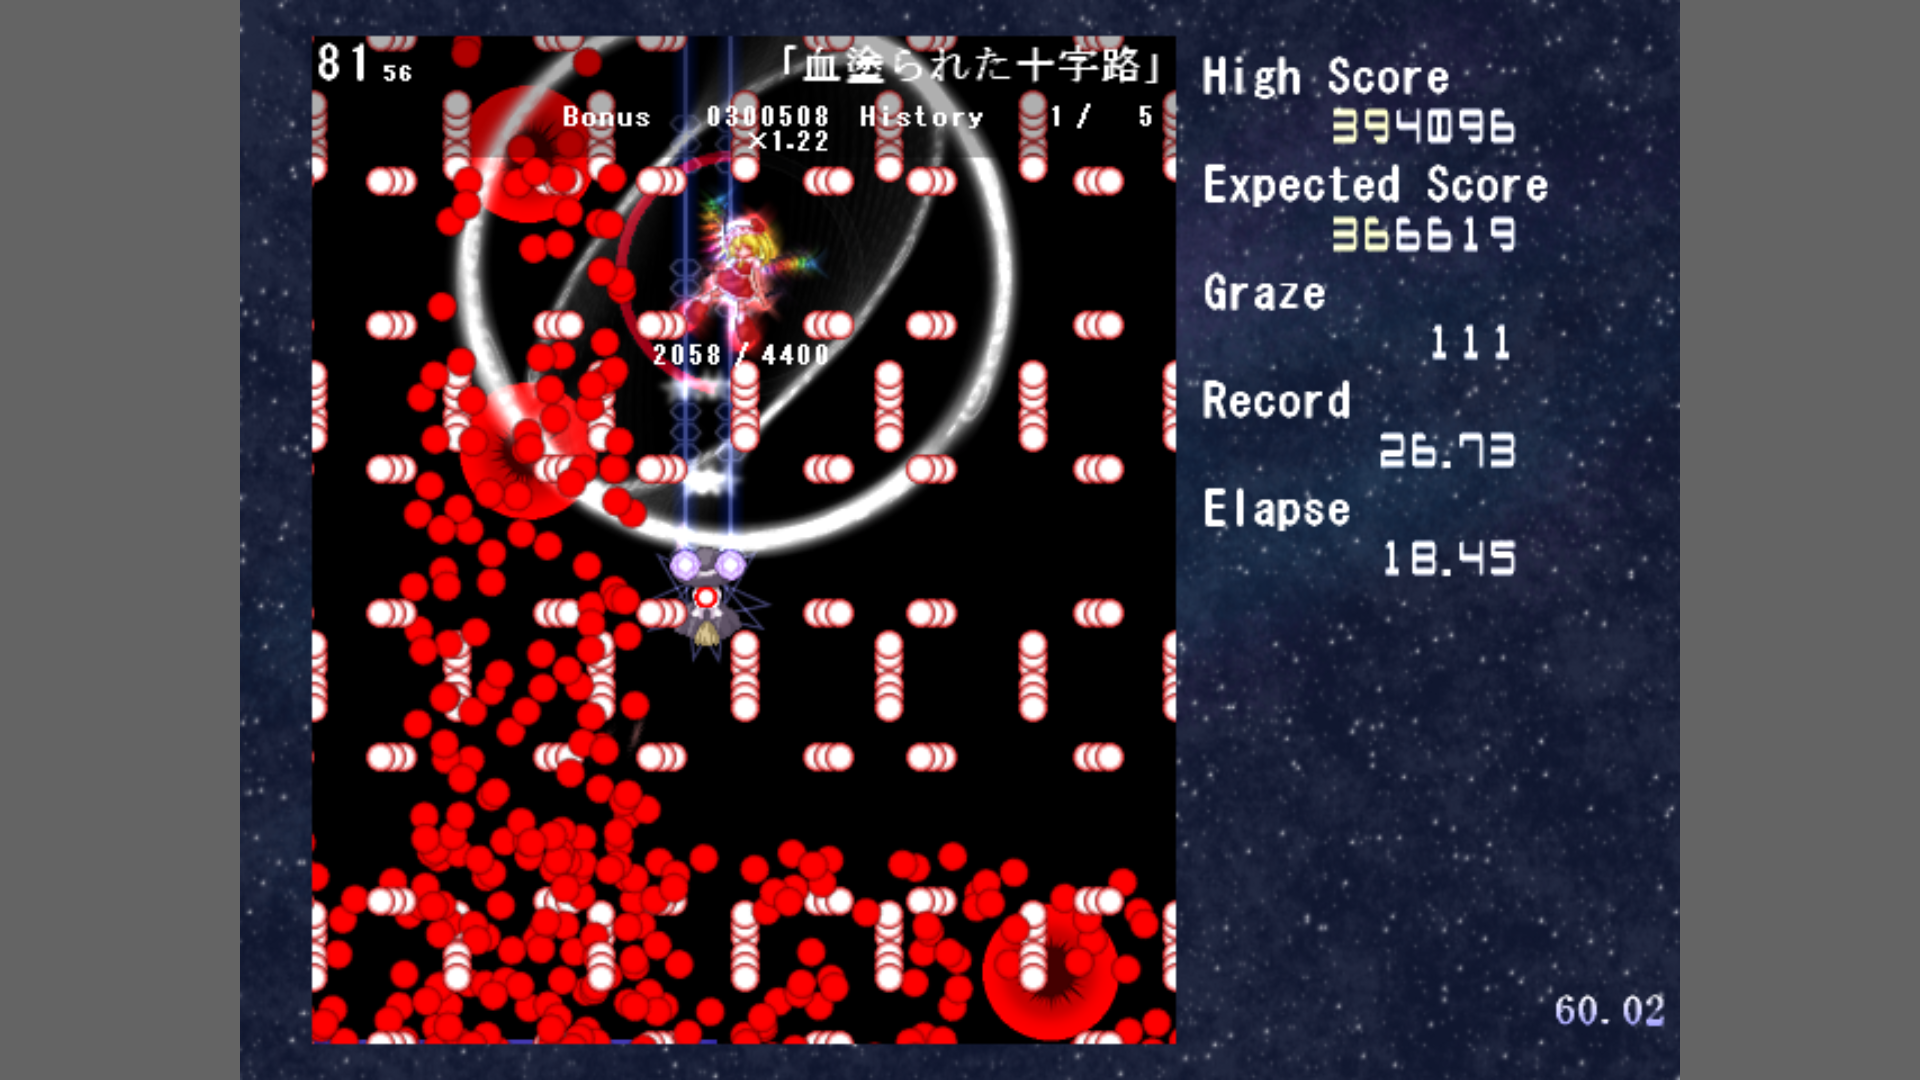 81 56
「血塗られた十字路」
Bonus 0300508 History 1 / 5
×1.22
2058 / 4400
High Score
394096
Expected Score
366619
Graze
111
Record
26.73
Elapse
18.45
60.02